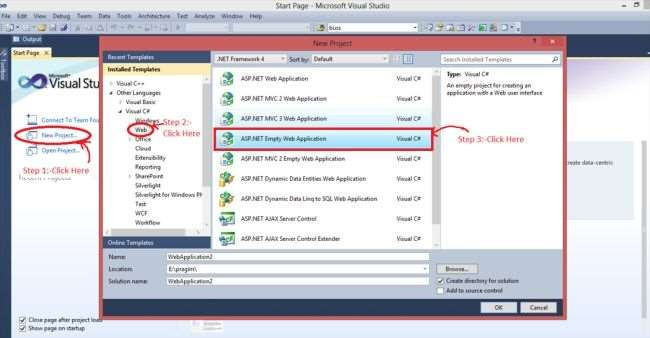 Start Page - Microsoft Visual Studio
File Edit View Project Debug Team Data Tools Architecture Test Analyze Window Help
buss
Output
Toolbox
Start Page
Microsoft
Visual Stud
Connect To Team Fou
New Project...
Open Project...
Step 1:-Click Here
Recent Projects
Close page after project load
Show page on startup
create data-centric
New Project
Recent Templates
.NET Framework 4
Sort by: Default
Search Installed Templates
Installed Templates
Visual C++
Other Languages
Visual Basic
Visual C#
Windows
Web
Office
Cloud
Extensibility
Reporting
SharePoint
Silverlight
Silverlight for Windows Ph
Test
WCF
Workflow
Step 2:-
Click Here
Online Templates
ASP.NET Web Application Visual C#
ASP.NET MVC 2 Web Application Visual C#
ASP.NET MVC 3 Web Application Visual C#
ASP.NET Empty Web Application Visual C#
ASP.NET MVC 2 Empty Web Application Visual C#
ASP.NET Dynamic Data Entities Web Application Visual C#
ASP.NET Dynamic Data Linq to SQL Web Application Visual C#
ASP.NET AJAX Server Control Visual C#
ASP.NET AJAX Server Control Extender Visual C#
Type: Visual C#
An empty project for creating an
application with a Web user interface
Step 3:-Click Here
Name: WebApplication2
Location: E:\pragim\
Browse...
Solution name: WebApplication2
Create directory for solution
Add to source control
OK Cancel